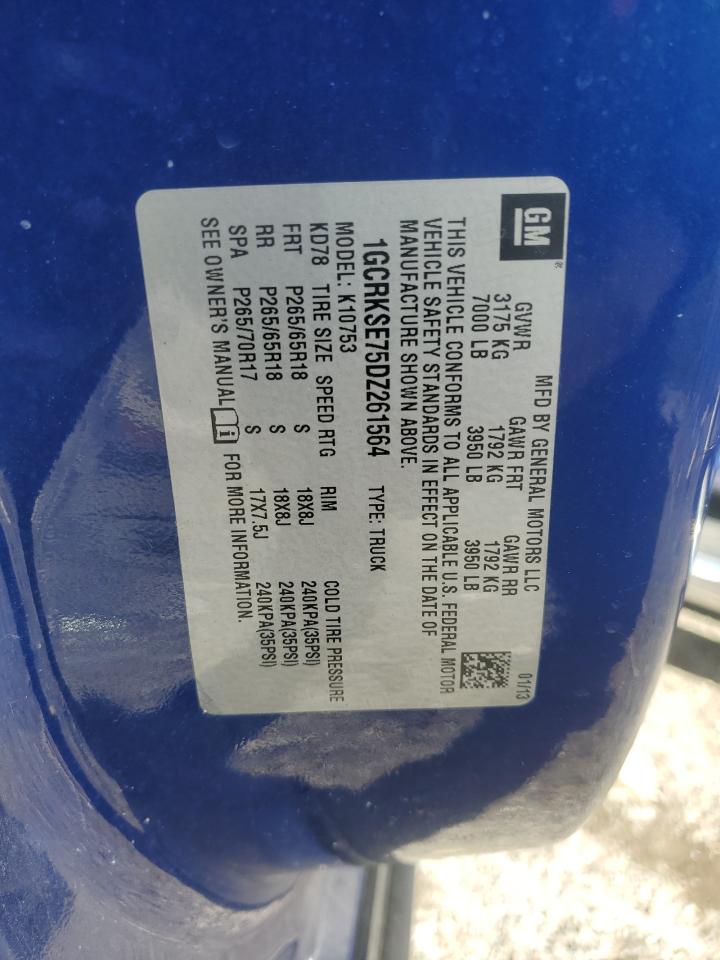 GM®
MFD BY GENERAL MOTORS LLC 01/13
GVWR GAWR FRT GAWR RR
3175 KG 1792 KG 1792 KG
7000 LB 3950 LB 3950 LB
THIS VEHICLE CONFORMS TO ALL APPLICABLE U.S. FEDERAL MOTOR
VEHICLE SAFETY STANDARDS IN EFFECT ON THE DATE OF
MANUFACTURE SHOWN ABOVE.
1GCRKSE75DZ261564 TYPE: TRUCK
MODEL: K10753
KD78 TIRE SIZE SPEED RTG RIM COLD TIRE PRESSURE
FRT P265/65R18 S 18X8J 240KPA(35PSI)
RR P265/65R18 S 18X8J 240KPA(35PSI)
SPA P265/70R17 S 17X7.5J 240KPA(35PSI)
SEE OWNER'S MANUAL i FOR MORE INFORMATION.